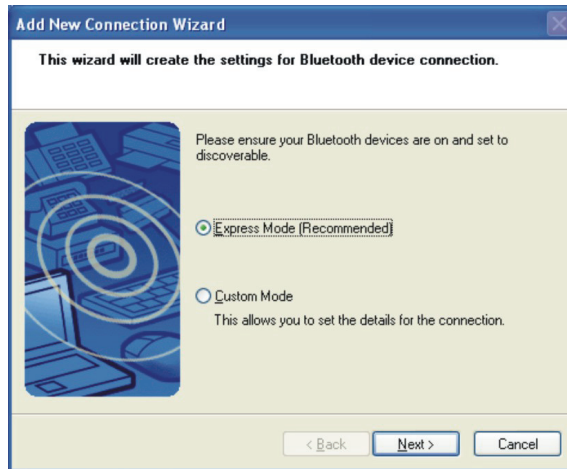 Add New Connection Wizard
This wizard will create the settings for Bluetooth device connection.
Please ensure your Bluetooth devices are on and set to
discoverable.
Express Mode (Recommended)
Custom Mode
This allows you to set the details for the connection.
< Back Next > Cancel